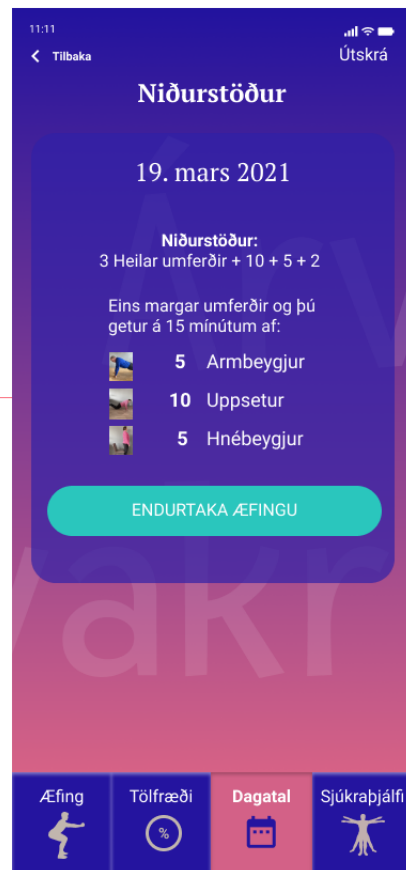 11:11
Tilbaka
Útskrá
Niðurstöður
19. mars 2021
Niðurstöður:
3 Heilar umferðir + 10 + 5 + 2
Eins margar umferðir og þú
getur á 15 mínútum af:
5 Armbeygjur
10 Uppsetur
5 Hnébeygjur
ENDURTAKA ÆFINGU
Æfing
Tölfræði
%
Dagatal
Sjúkraþjálfi